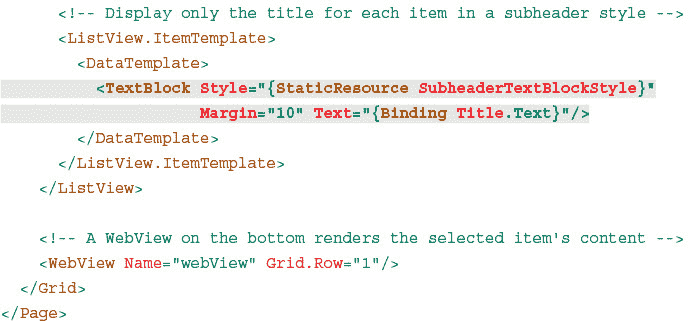 <!-- Display only the title for each item in a subheader style -->
<ListView.ItemTemplate>
<DataTemplate>
<TextBlock Style="{StaticResource SubheaderTextBlockStyle}"
Margin="10" Text="{Binding Title.Text}"/>
</DataTemplate>
</ListView.ItemTemplate>
</ListView>
<!-- A WebView on the bottom renders the selected item's content -->
<WebView Name="webView" Grid.Row="1"/>
</Grid>
</Page>